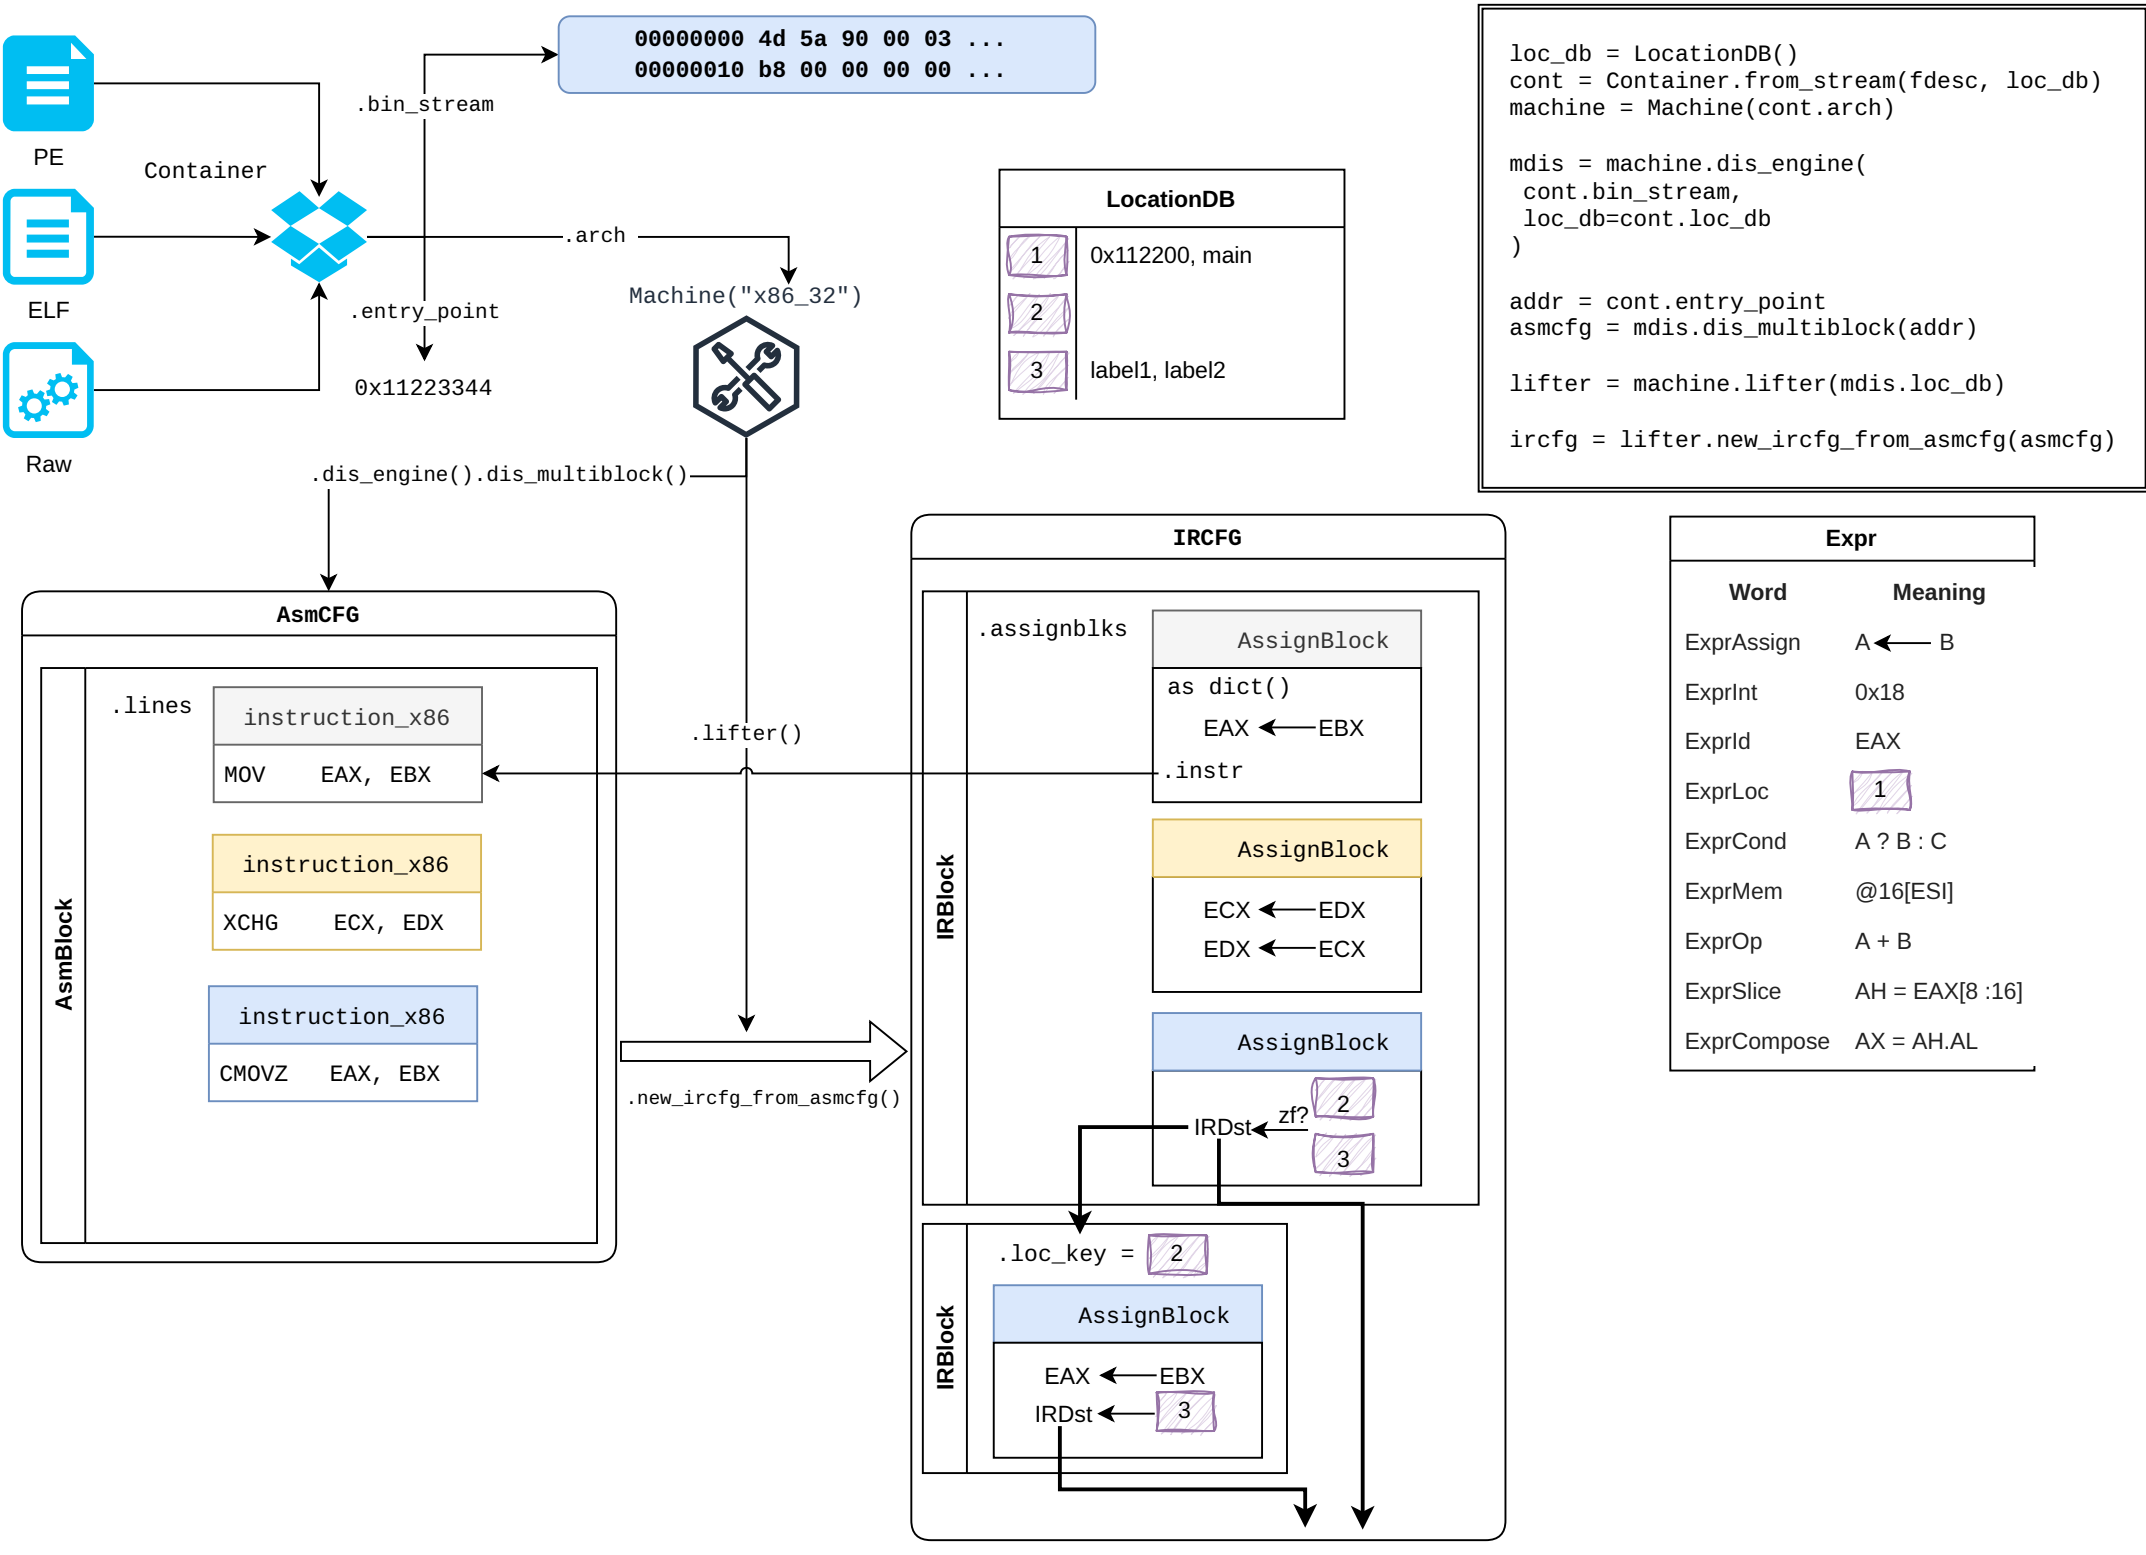 PE
ELF
Raw
Container
.bin_stream
00000000 4d 5a 90 00 03 ...
00000010 b8 00 00 00 00 ...
.arch
.entry_point
0x11223344
Machine("x86_32")
.dis_engine().dis_multiblock()
LocationDB
1
0x112200, main
2
3
label1, label2
loc_db = LocationDB()
cont = Container.from_stream(fdesc, loc_db)
machine = Machine(cont.arch)
mdis = machine.dis_engine(
cont.bin_stream,
loc_db=cont.loc_db
)
addr = cont.entry_point
asmcfg = mdis.dis_multiblock(addr)
lifter = machine.lifter(mdis.loc_db)
ircfg = lifter.new_ircfg_from_asmcfg(asmcfg)
AsmCFG
AsmBlock
.lines
instruction_x86
MOV    EAX, EBX
instruction_x86
XCHG    ECX, EDX
instruction_x86
CMOVZ   EAX, EBX
.lifter()
.new_ircfg_from_asmcfg()
IRCFG
IRBlock
.assignblks
AssignBlock
as dict()
EAX EBX
.instr
AssignBlock
ECX EDX
EDX ECX
AssignBlock
IRDst zf? 2
3
IRBlock
.loc_key = 2
AssignBlock
EAX EBX
IRDst 3
Expr
Word Meaning
ExprAssign A B
ExprInt 0x18
ExprId EAX
ExprLoc 1
ExprCond A ? B : C
ExprMem @16[ESI]
ExprOp A + B
ExprSlice AH = EAX[8 :16]
ExprCompose AX = AH.AL